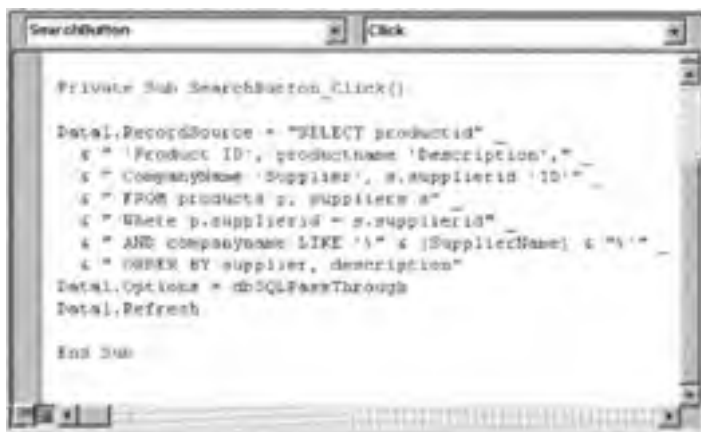 SearchButton Click
Private Sub SearchButton_Click()
Data1.RecordSource = "SELECT productid" _
& " 'Product ID', productname 'Description'," _
& " CompanyName 'Supplier', s.supplierid 'ID'" _
& " FROM products p, suppliers s" _
& " Where p.supplierid = s.supplierid" _
& " AND companyname LIKE '%" & [SupplierName] & "%'" _
& " ORDER BY supplier, description"
Data1.Options = dbSQLPassThrough
Data1.Refresh
End Sub